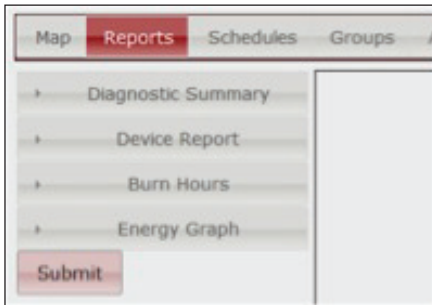 Map Reports Schedules Groups
Diagnostic Summary
Device Report
Burn Hours
Energy Graph
Submit